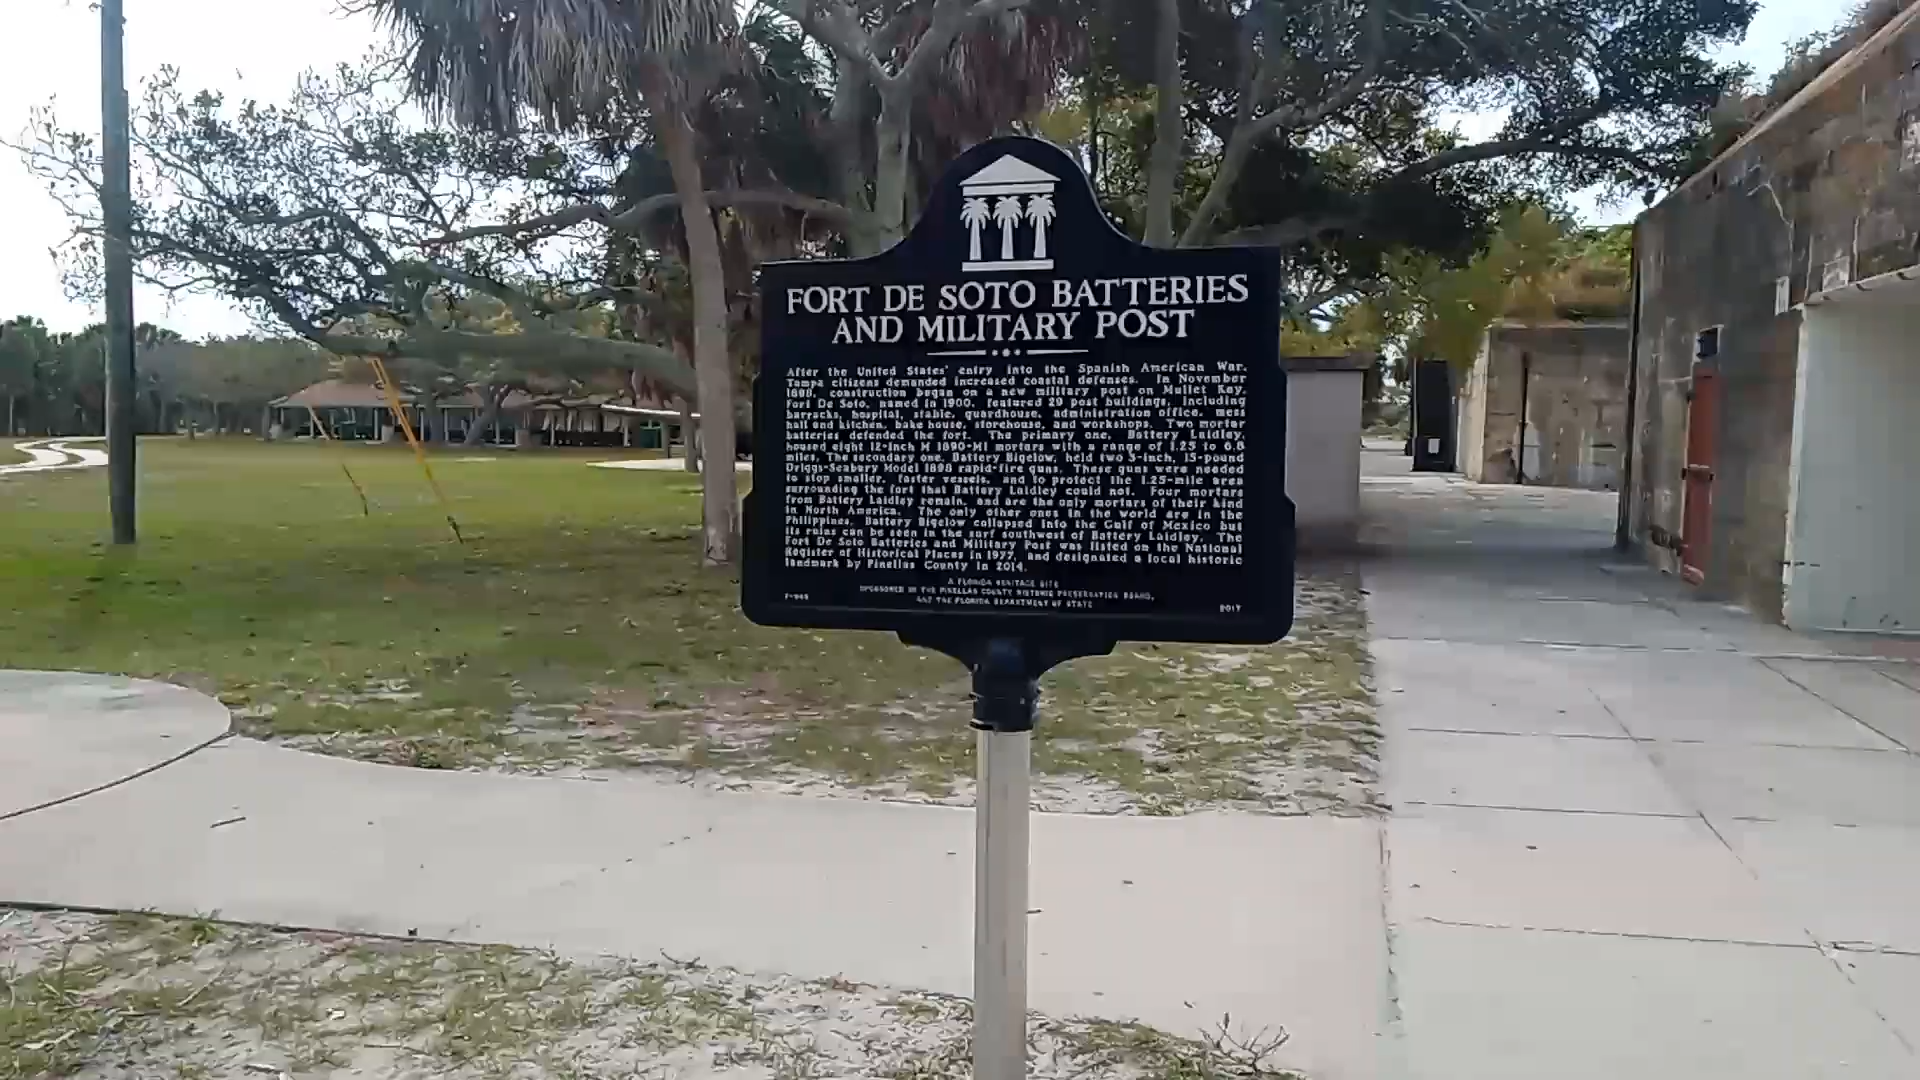 FORT DE SOTO BATTERIES
AND MILITARY POST
After the United States' entry into the Spanish American War,
Tampa citizens demanded increased coastal defenses. In November
1898, construction began on a new military post on Mullet Key.
Fort De Soto, named in 1900, featured 29 post buildings, including
barracks, hospital, stable, guardhouse, administration office, mess
hall and kitchen, bake house, storehouse, and workshops. Two mortar
batteries defended the fort. The primary one, Battery Laidley,
housed eight 12-inch M 1890-M1 mortars with a range of 1.25 to 6.8
miles. The secondary one, Battery Bigelow, held two 3-inch, 15-pound
Driggs-Seabury Model 1898 rapid-fire guns. These guns were needed
to stop smaller, faster vessels, and to protect the 1.25-mile area
surrounding the fort that Battery Laidley could not. Four mortars
from Battery Laidley remain, and are the only mortars of their kind
in North America. The only other ones in the world are in the
Philippines. Battery Bigelow collapsed into the Gulf of Mexico but
its ruins can be seen in the surf southwest of Battery Laidley. The
Fort De Soto Batteries and Military Post was listed on the National
Register of Historical Places in 1977, and designated a local historic
landmark by Pinellas County in 2014.
A FLORIDA HERITAGE SITE
SPONSORED BY THE PINELLAS COUNTY HISTORIC PRESERVATION BOARD,
AND THE FLORIDA DEPARTMENT OF STATE
2017